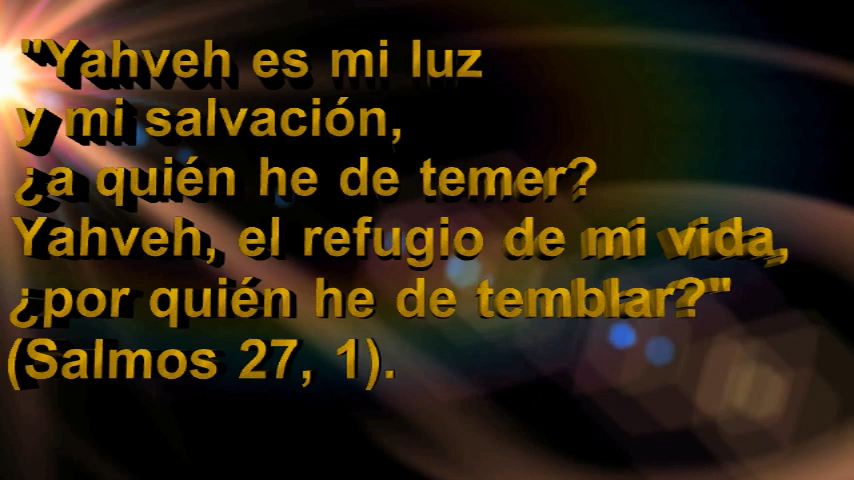 "Yahveh es mi luz
y mi salvación,
¿a quién he de temer?
Yahveh, el refugio de mi vida,
¿por quién he de temblar?"
(Salmos 27, 1).